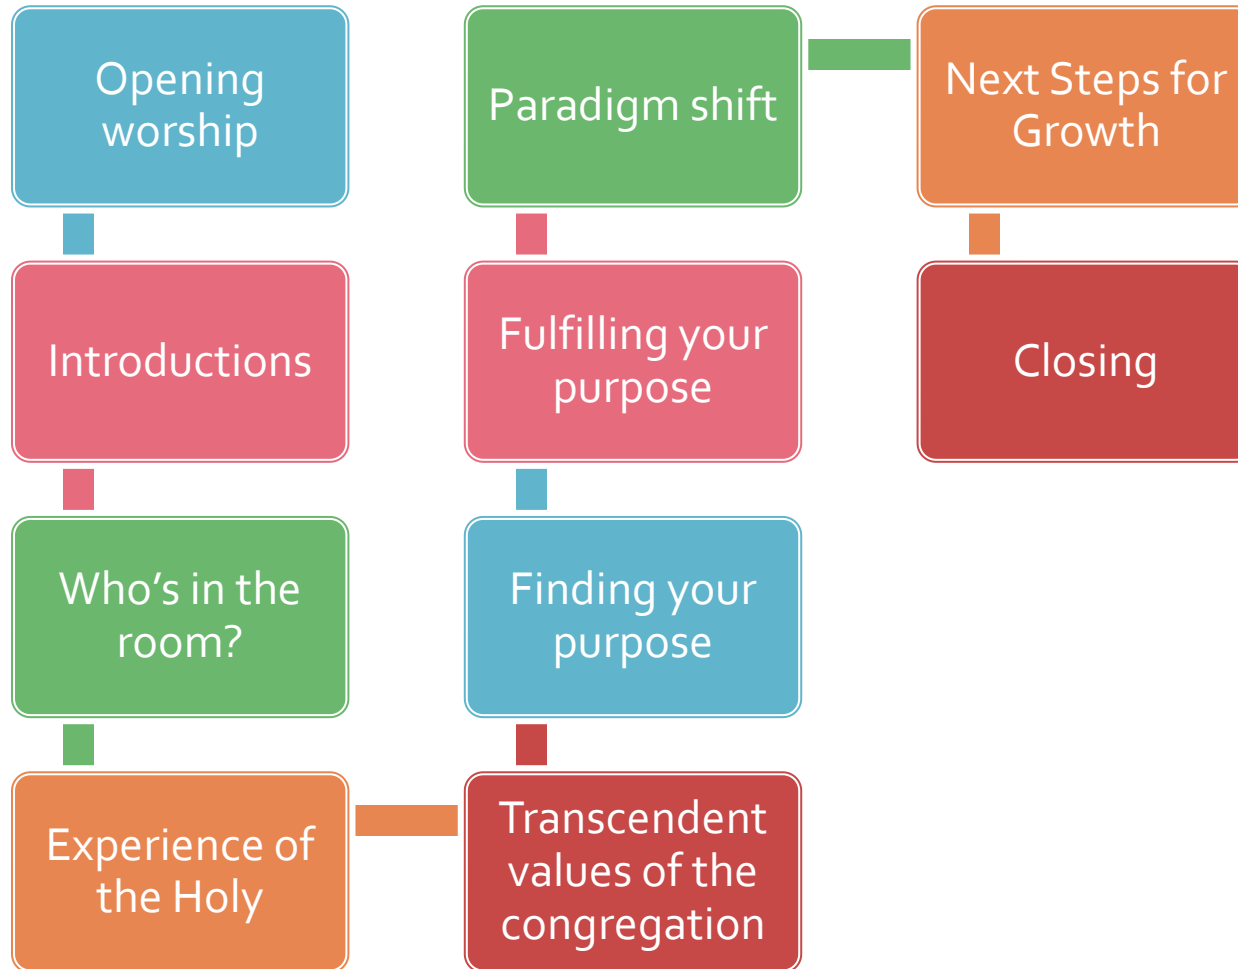 Opening
worship
Introductions
Who’s in the
room?
Experience of
the Holy
Transcendent
values of the
congregation
Finding your
purpose
Fulfilling your
purpose
Paradigm shift
Next Steps for
Growth
Closing